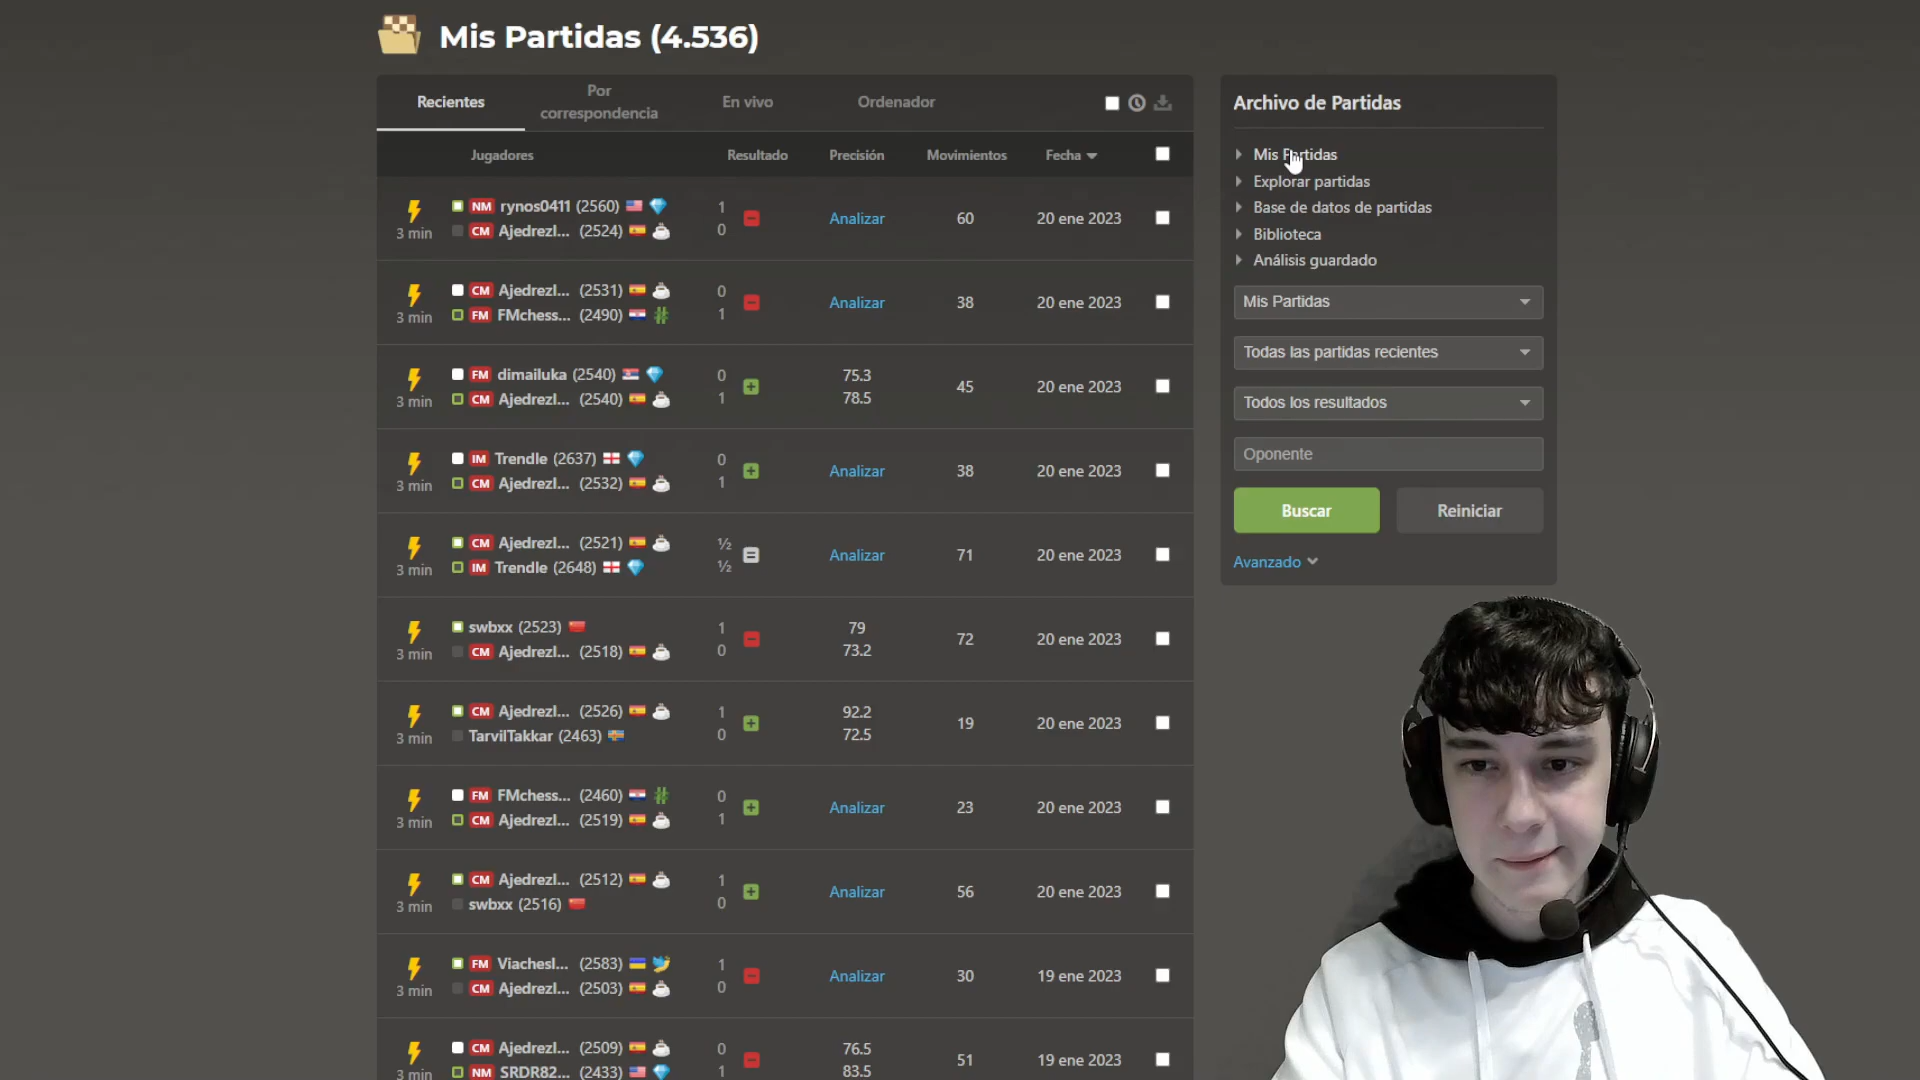 Mis Partidas (4.536)
Recientes
Por correspondencia
En vivo
Ordenador
Jugadores Resultado Precisión Movimientos Fecha
3 min
NM rynos0411 (2560) 1
CM Ajedrezl... (2524) 0
Analizar 60 20 ene 2023
3 min
CM Ajedrezl... (2531) 0
FM FMchess... (2490) 1
Analizar 38 20 ene 2023
3 min
FM dimailuka (2540) 0 75.3
CM Ajedrezl... (2540) 1 78.5
45 20 ene 2023
3 min
IM Trendle (2637) 0
CM Ajedrezl... (2532) 1
Analizar 38 20 ene 2023
3 min
CM Ajedrezl... (2521) ½
IM Trendle (2648) ½
Analizar 71 20 ene 2023
3 min
swbxx (2523) 1 79
CM Ajedrezl... (2518) 0 73.2
72 20 ene 2023
3 min
CM Ajedrezl... (2526) 1 92.2
TarvilTakkar (2463) 0 72.5
19 20 ene 2023
3 min
FM FMchess... (2460) 0
CM Ajedrezl... (2519) 1
Analizar 23 20 ene 2023
3 min
CM Ajedrezl... (2512) 1
swbxx (2516) 0
Analizar 56 20 ene 2023
3 min
FM Viachesl... (2583) 1
CM Ajedrezl... (2503) 0
Analizar 30 19 ene 2023
3 min
CM Ajedrezl... (2509) 0 76.5
NM SRDR82... (2433) 1 83.5
51 19 ene 2023
Archivo de Partidas
Mis Partidas
Explorar partidas
Base de datos de partidas
Biblioteca
Análisis guardado
Mis Partidas
Todas las partidas recientes
Todos los resultados
Oponente
Buscar
Reiniciar
Avanzado